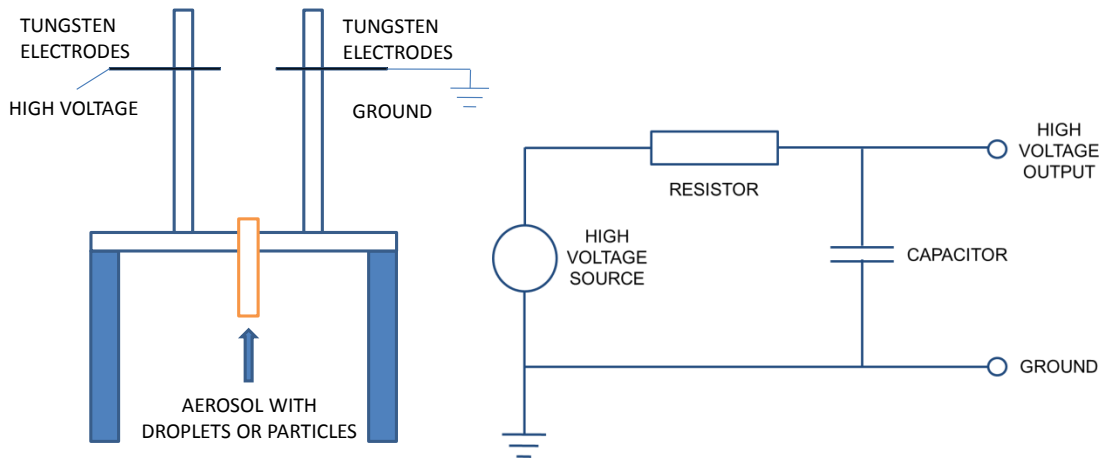 TUNGSTEN
ELECTRODES
TUNGSTEN
ELECTRODES
HIGH VOLTAGE
GROUND
AEROSOL WITH
DROPLETS OR PARTICLES
HIGH
VOLTAGE
OUTPUT
RESISTOR
HIGH
VOLTAGE
SOURCE
CAPACITOR
GROUND